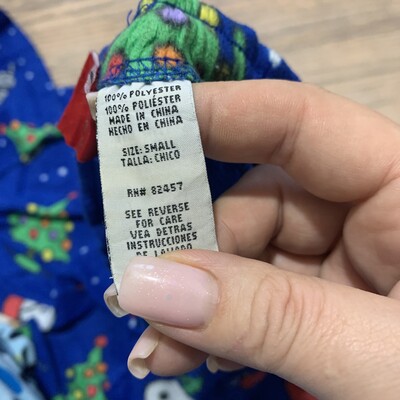 100% POLYESTER
100% POLIÉSTER
MADE IN CHINA
HECHO EN CHINA
SIZE: SMALL
TALLA: CHICO
RN# 82457
SEE REVERSE
FOR CARE
VEA DETRAS
INSTRUCCIONES
DE LAVADO